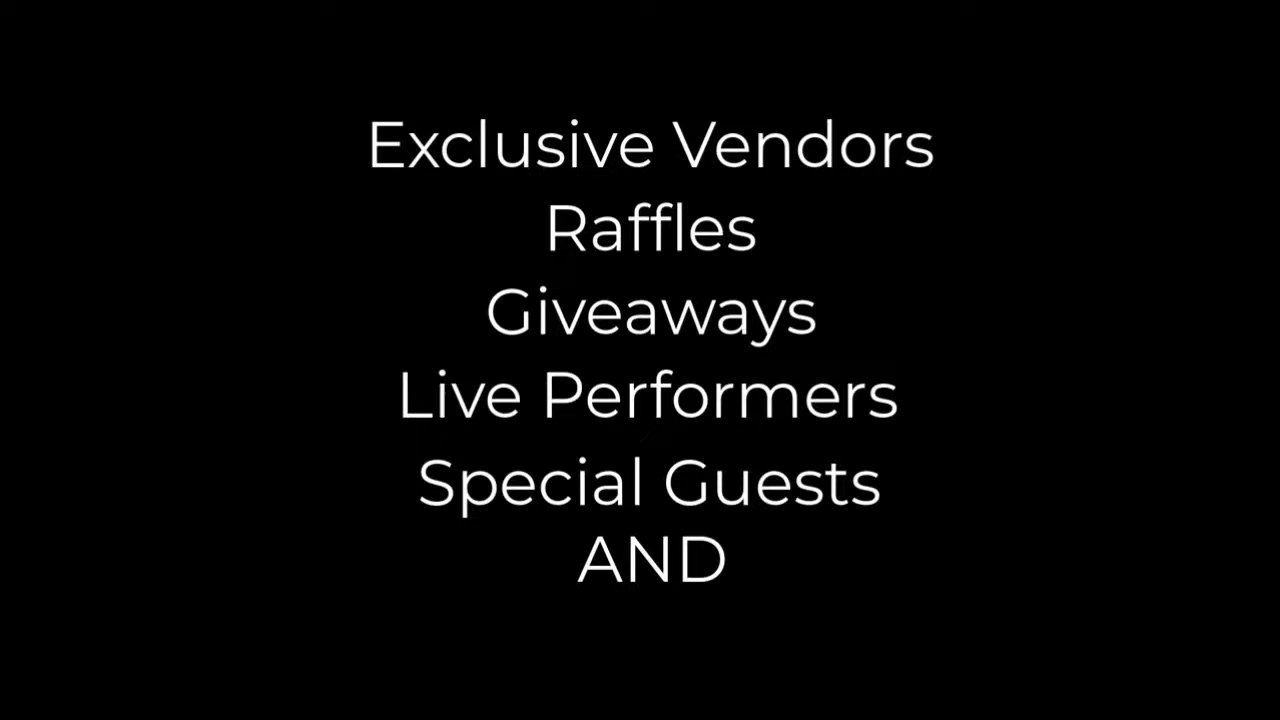 Exclusive Vendors
Raffles
Giveaways
Live Performers
Special Guests
AND